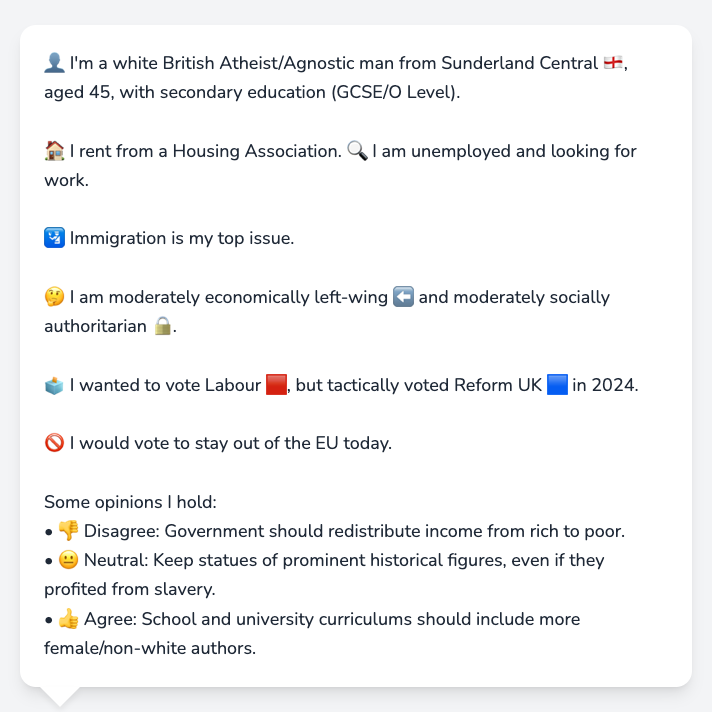 👤 I'm a white British Atheist/Agnostic man from Sunderland Central 🏴󠁧󠁢󠁥󠁮󠁧󠁿,
aged 45, with secondary education (GCSE/O Level).
🏠 I rent from a Housing Association. 🔍 I am unemployed and looking for
work.
🛂 Immigration is my top issue.
🤔 I am moderately economically left-wing ⬅️ and moderately socially
authoritarian 🔒.
🗳️ I wanted to vote Labour 🟥, but tactically voted Reform UK 🟦 in 2024.
🚫 I would vote to stay out of the EU today.
Some opinions I hold:
• 👎 Disagree: Government should redistribute income from rich to poor.
• 😐 Neutral: Keep statues of prominent historical figures, even if they
profited from slavery.
• 👍 Agree: School and university curriculums should include more
female/non-white authors.